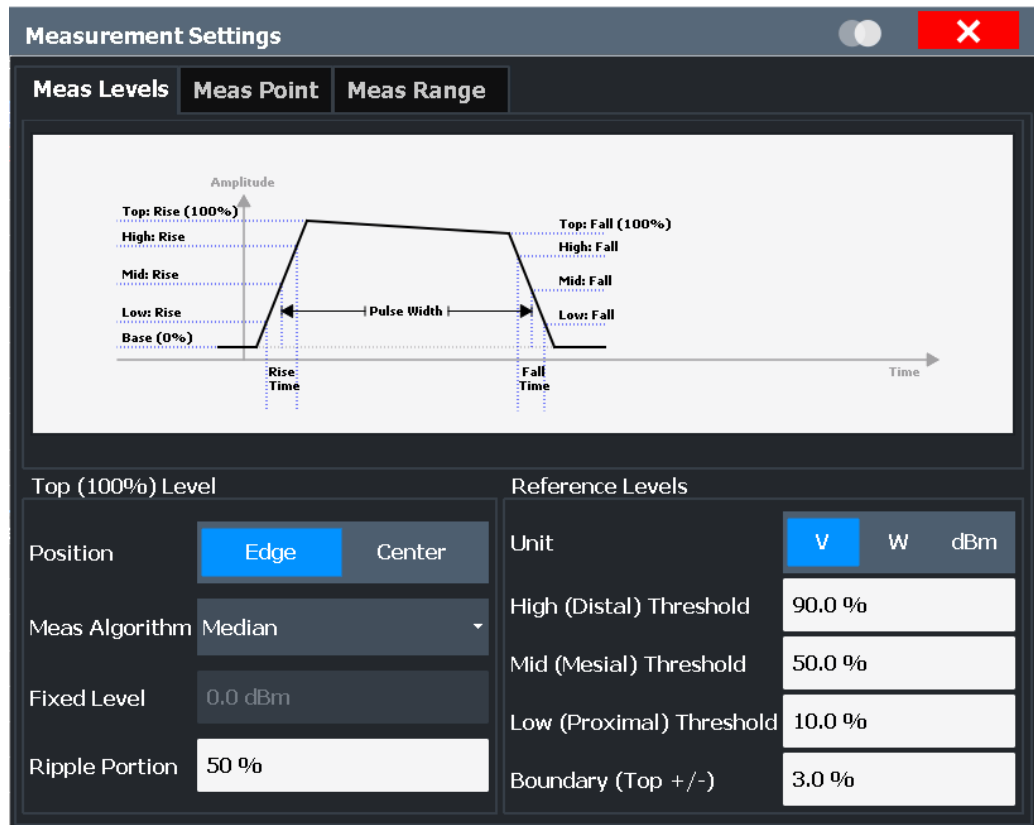 Measurement Settings
Meas Levels Meas Point Meas Range
Amplitude
Top: Rise (100%)
High: Rise
Mid: Rise
Low: Rise
Base (0%)
Pulse Width
Top: Fall (100%)
High: Fall
Mid: Fall
Low: Fall
Rise
Time
Fall
Time
Time
Top (100%) Level
Position Edge Center
Meas Algorithm Median
Fixed Level 0.0 dBm
Ripple Portion 50 %
Reference Levels
Unit V W dBm
High (Distal) Threshold 90.0 %
Mid (Mesial) Threshold 50.0 %
Low (Proximal) Threshold 10.0 %
Boundary (Top +/-) 3.0 %